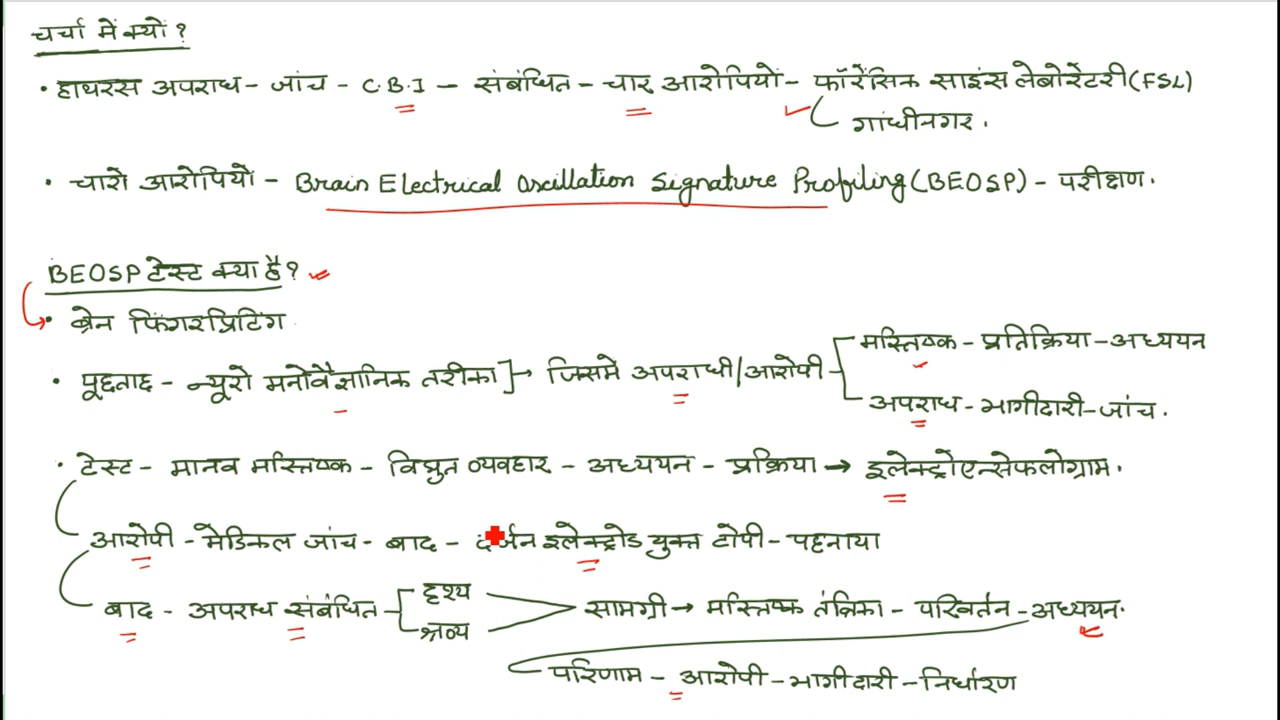 चर्चा में क्यों?
• हाथरस अपराध - जांच - C.B.I - संबंधित - चार आरोपियों - फॉरेंसिक साइंस लेबोरेटरी (FSL)
गांधीनगर.
• चारों आरोपियों - Brain Electrical Oscillation Signature Profiling (BEOSP) - परीक्षण.
BEOSP टेस्ट क्या है?
• ब्रेन फिंगरप्रिटिंग
• पूछताछ - न्यूरो मनोवैज्ञानिक तरीका] → जिसमे अपराधी/आरोपी
मस्तिष्क - प्रतिक्रिया - अध्ययन
अपराध - भागीदारी - जांच.
• टेस्ट - मानव मस्तिष्क - विद्युत व्यवहार - अध्ययन - प्रक्रिया → इलेक्ट्रोएन्सेफलोग्राम.
आरोपी - मेडिकल जांच - बाद - दर्जन इलेक्ट्रोड युक्त टोपी - पहनाया
बाद - अपराध संबंधित
दृश्य
श्रव्य
सामग्री → मस्तिष्क तंत्रिका - परिवर्तन - अध्ययन.
परिणाम - आरोपी - भागीदारी - निर्धारण